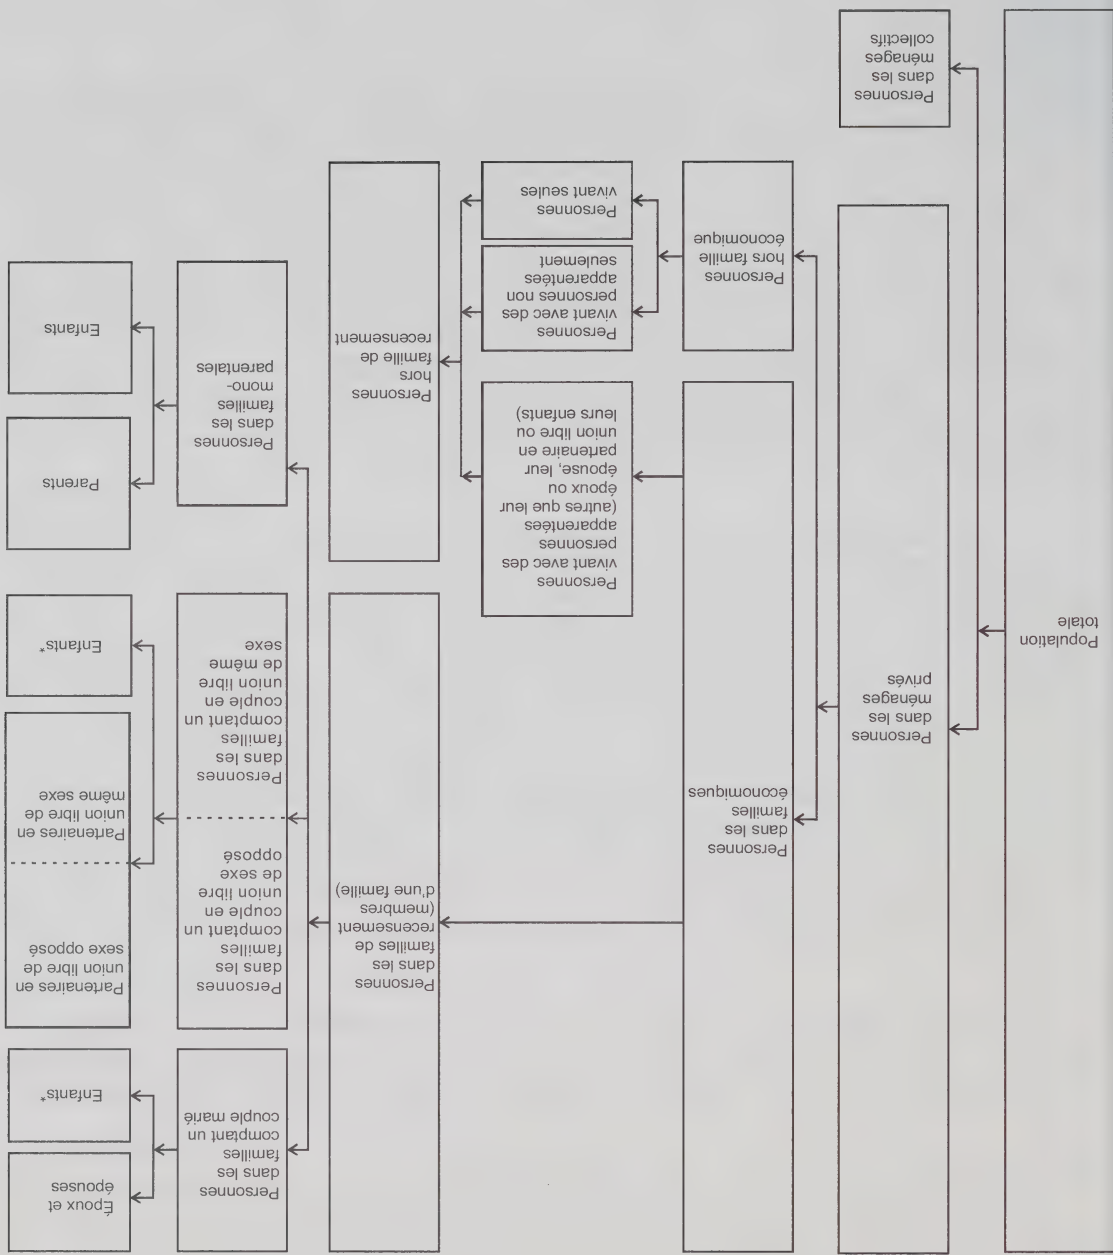 Population
totale
Personnes
dans les
ménages
privés
Personnes
dans les
ménages
collectifs
Personnes
dans les
familles
économiques
Personnes
hors famille
économique
Personnes
vivant avec des
personnes
apparentées
(autres que leur
époux ou
épouse, leur
partenaire en
union libre ou
leurs enfants)
Personnes
vivant avec des
personnes non
apparentées
seulement
Personnes
vivant seules
Personnes
dans les
familles de
recensement
(membres
d'une famille)
Personnes
hors
famille de
recensement
Personnes
dans les
familles
comptant un
couple marié
Personnes
dans les
familles
comptant un
couple en
union libre
de sexe
opposé
Personnes
dans les
familles
comptant un
couple en
union libre
de même
sexe
Personnes
dans les
familles
mono-
parentales
Époux et
épouses
Enfants*
Partenaires en
union libre de
sexe opposé
Partenaires en
union libre de
même sexe
Enfants*
Parents
Enfants